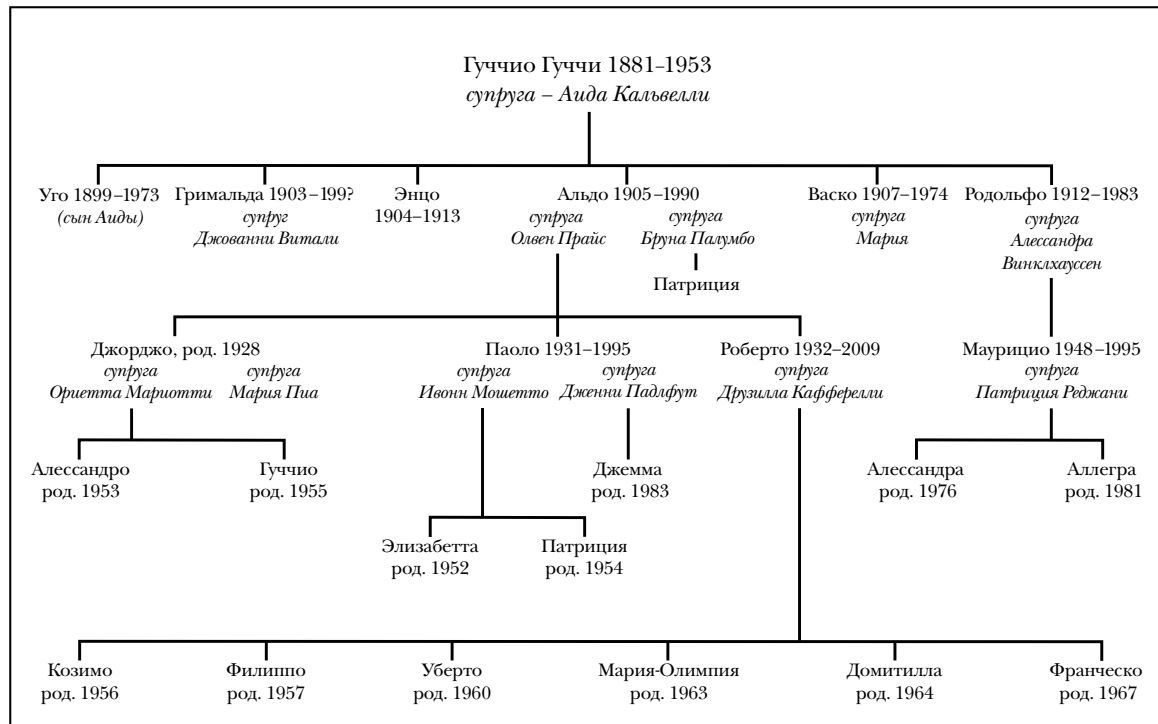 Гуччио Гуччи 1881–1953
супруга – Аида Кальвелли
Уго 1899–1973
(сын Аиды)
Гримальда 1903–199?
супруг
Джованни Витали
Энцо
1904–1913
Альдо 1905–1990
супруга
Олвен Прайс
супруга
Бруна Палумбо
Патриция
Васко 1907–1974
супруга
Мария
Родольфо 1912–1983
супруга
Алессандра
Винклхауссен
Джорджо, род. 1928
супруга
Ориетта Мариотти
супруга
Мария Пиа
Паоло 1931–1995
супруга
Ивонн Мошетто
супруга
Дженни Падлфут
Роберто 1932–2009
супруга
Друзилла Кафферелли
Маурицио 1948–1995
супруга
Патриция Реджани
Алессандро
род. 1953
Гуччио
род. 1955
Джемма
род. 1983
Алессандра
род. 1976
Аллегра
род. 1981
Элизабетта
род. 1952
Патриция
род. 1954
Козимо
род. 1956
Филиппо
род. 1957
Уберто
род. 1960
Мария-Олимпия
род. 1963
Домитилла
род. 1964
Франческо
род. 1967